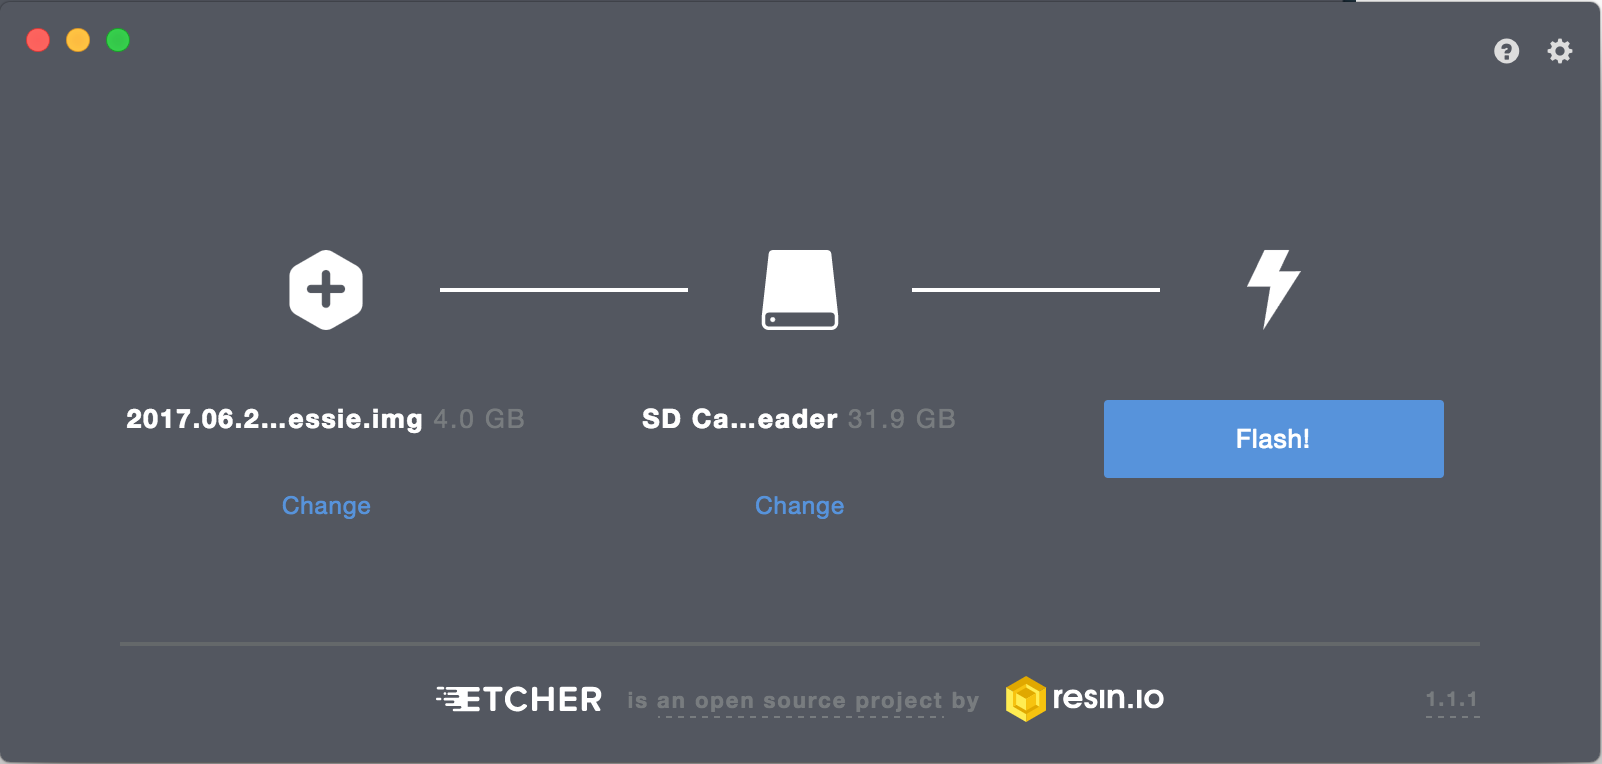 2017.06.2...essie.img 4.0 GB
SD Ca...eader 31.9 GB
Flash!
Change
Change
ETCHER is an open source project by resin.io
1.1.1